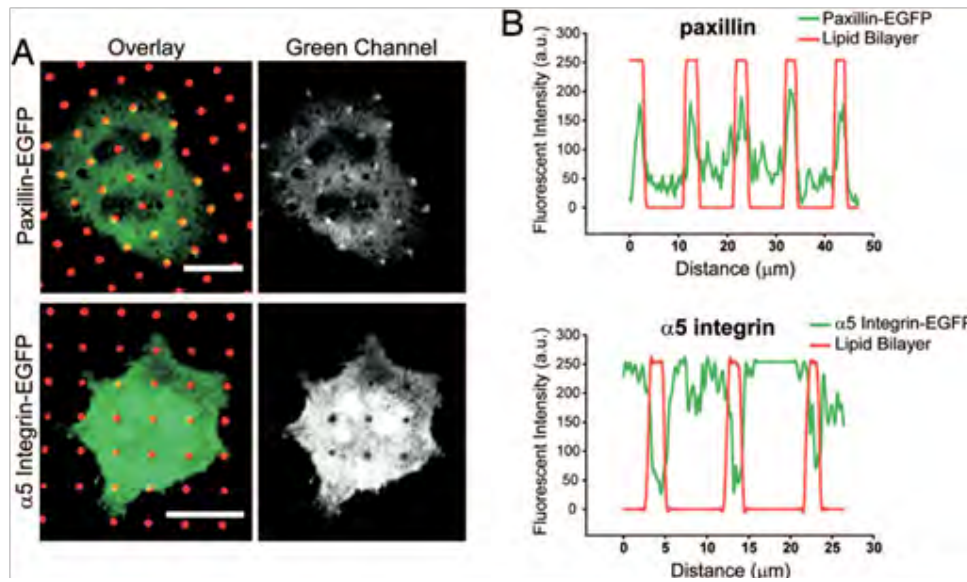 A
Overlay
Green Channel
Paxillin-EGFP
α5 Integrin-EGFP
B
paxillin
Paxillin-EGFP
Lipid Bilayer
Fluorescent Intensity (a.u.)
300
250
200
150
100
50
0
0 10 20 30 40 50
Distance (μm)
α5 integrin
α5 Integrin-EGFP
Lipid Bilayer
Fluorescent Intensity (a.u.)
300
250
200
150
100
50
0
0 5 10 15 20 25 30
Distance (μm)